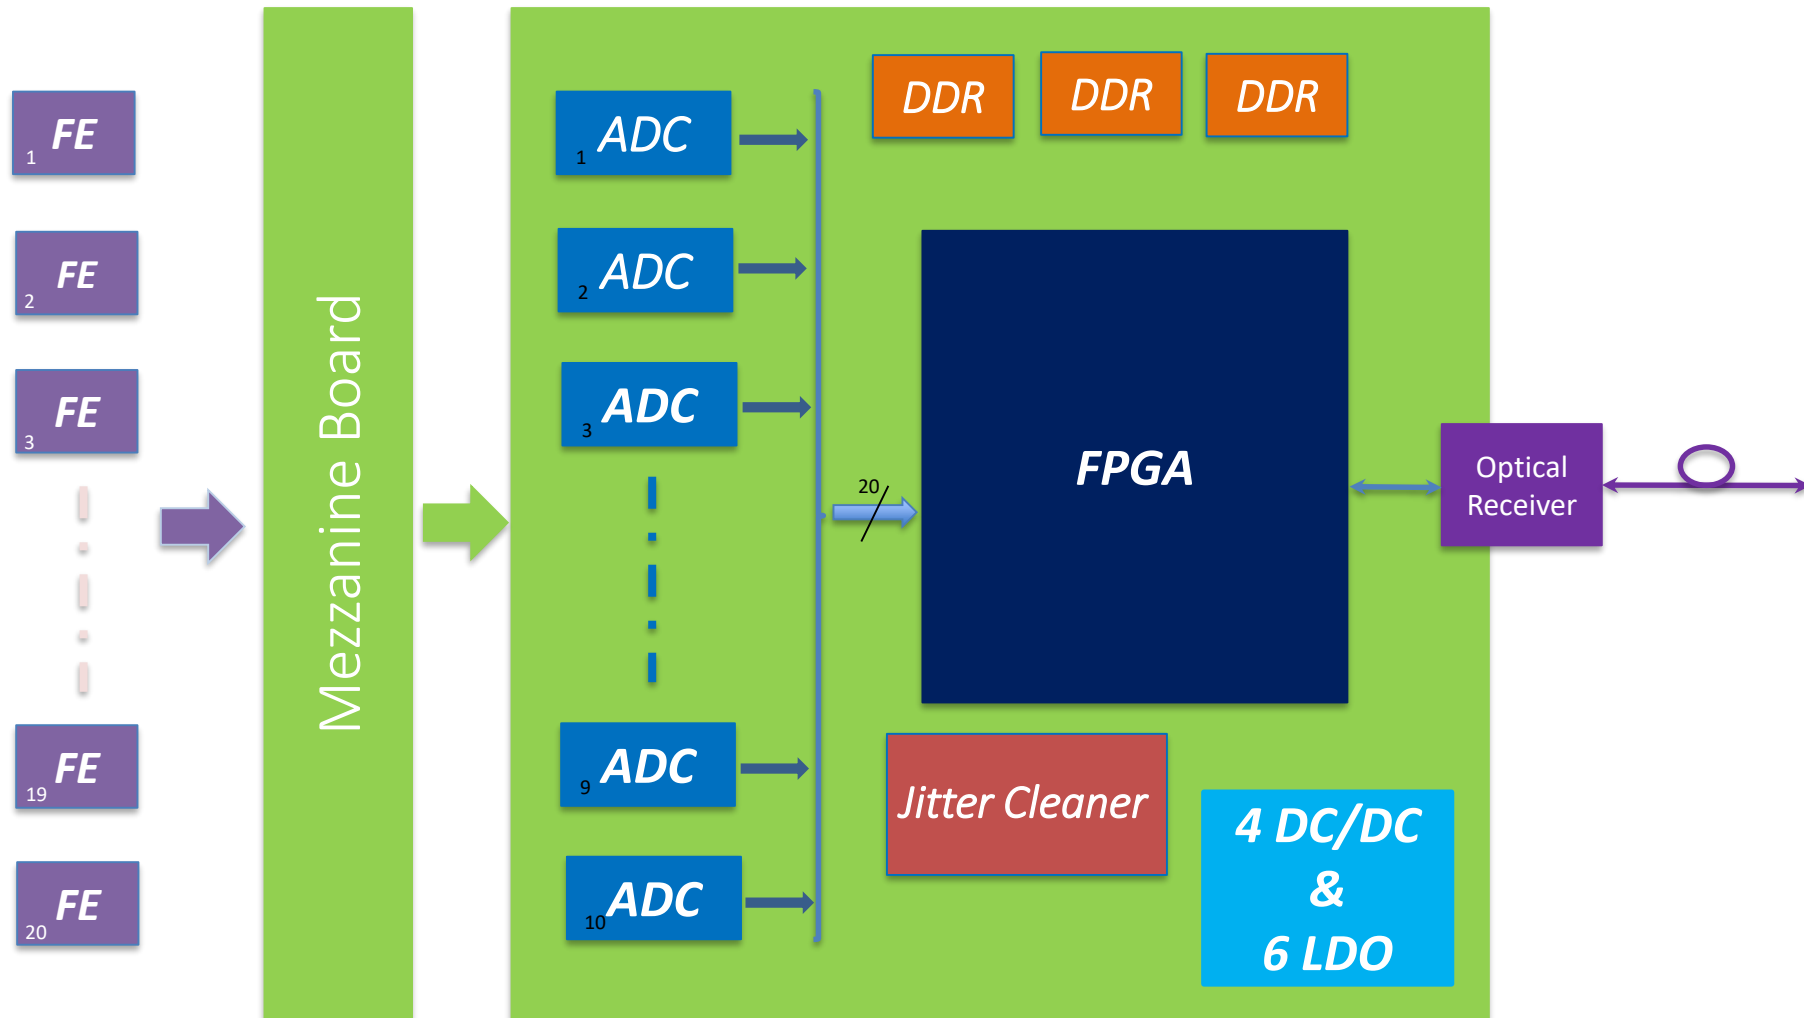 FE
1
FE
2
FE
3
FE
19
FE
20
Mezzanine Board
ADC
1
ADC
2
ADC
3
ADC
9
ADC
10
20
DDR
DDR
DDR
FPGA
Jitter Cleaner
4 DC/DC
&
6 LDO
Optical
Receiver